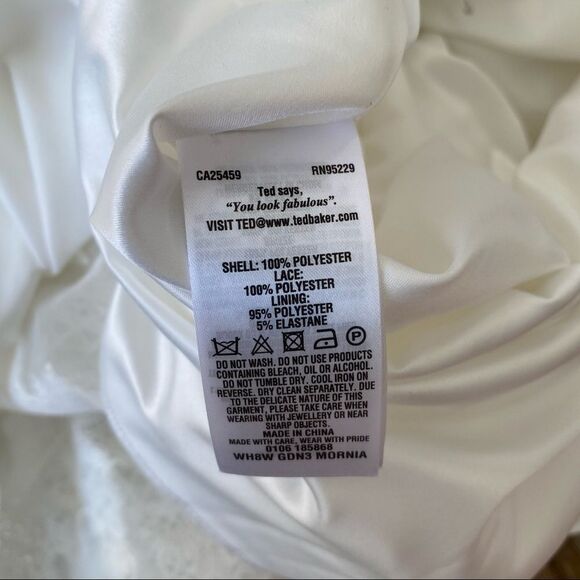 CA25459 RN95229
Ted says,
"You look fabulous".
VISIT TED@www.tedbaker.com
SHELL: 100% POLYESTER
LACE:
100% POLYESTER
LINING:
95% POLYESTER
5% ELASTANE
P
DO NOT WASH. DO NOT USE PRODUCTS
CONTAINING BLEACH, OIL OR ALCOHOL.
DO NOT TUMBLE DRY. COOL IRON ON
REVERSE. DRY CLEAN SEPARATELY. DUE
TO THE DELICATE NATURE OF THIS
GARMENT, PLEASE TAKE CARE WHEN
WEARING WITH JEWELLERY OR NEAR
SHARP OBJECTS.
MADE IN CHINA
MADE WITH CARE, WEAR WITH PRIDE
0106 185868
WH8W GDN3 MORNIA